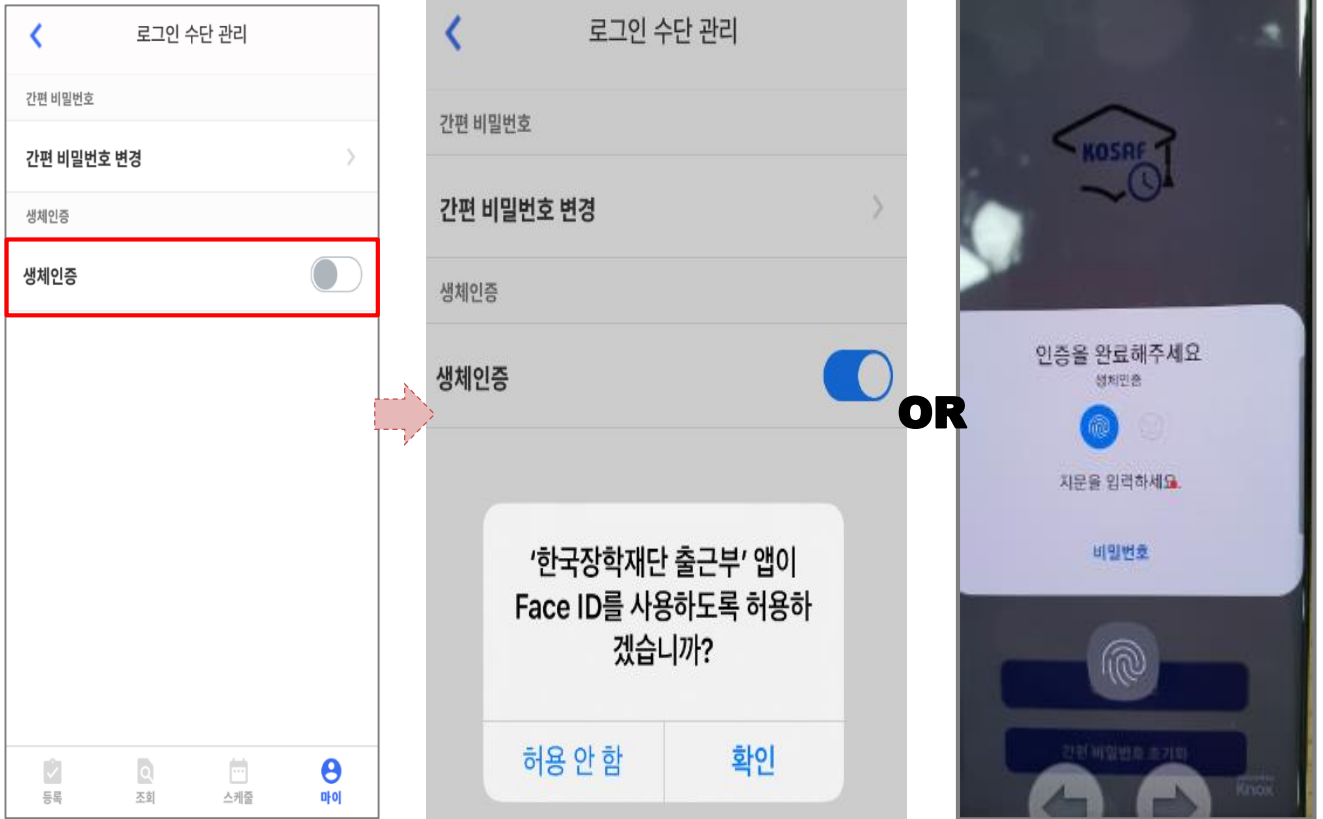 로그인 수단 관리
간편 비밀번호
간편 비밀번호 변경
생체인증
생체인증
등록
조회
스케줄
마이
로그인 수단 관리
간편 비밀번호
간편 비밀번호 변경
생체인증
생체인증
'한국장학재단 출근부' 앱이
Face ID를 사용하도록 허용하
겠습니까?
허용 안 함
확인
OR
KOSAF
인증을 완료해주세요
생체인증
지문을 입력하세요.
비밀번호
간편 비밀번호 초기화
Knox